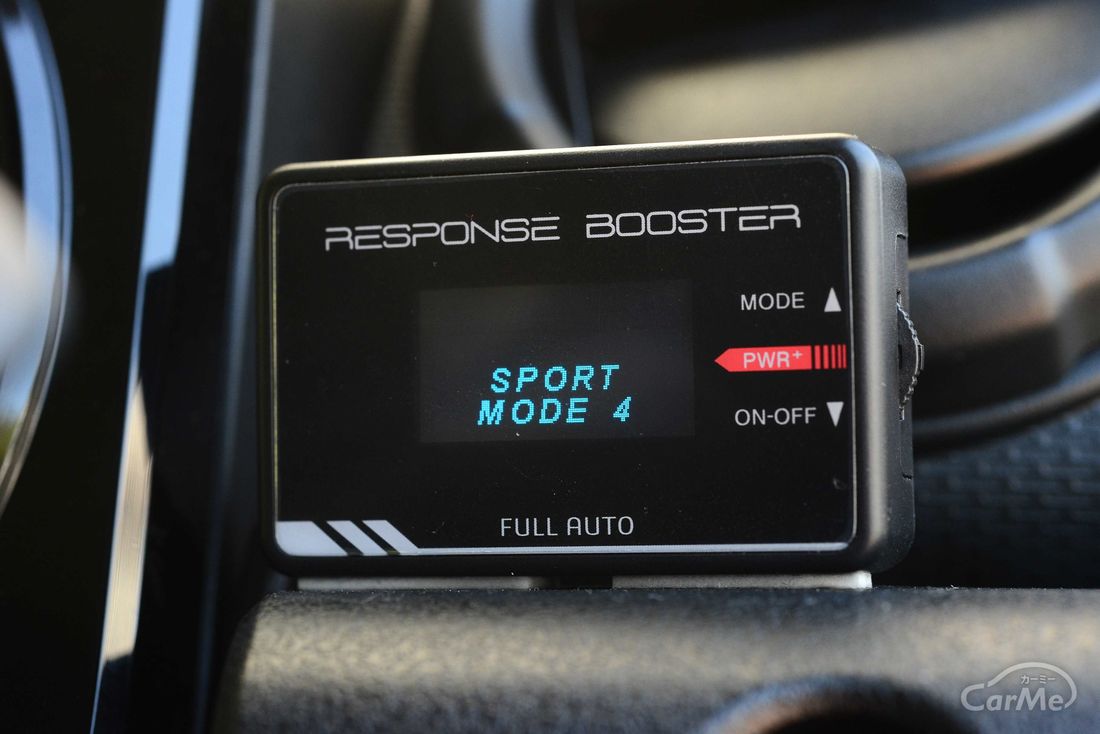 RESPONSE BOOSTER
MODE ▲
SPORT
PWR+
MODE 4
ON-OFF ▼
FULL AUTO
カーミー
CarMe